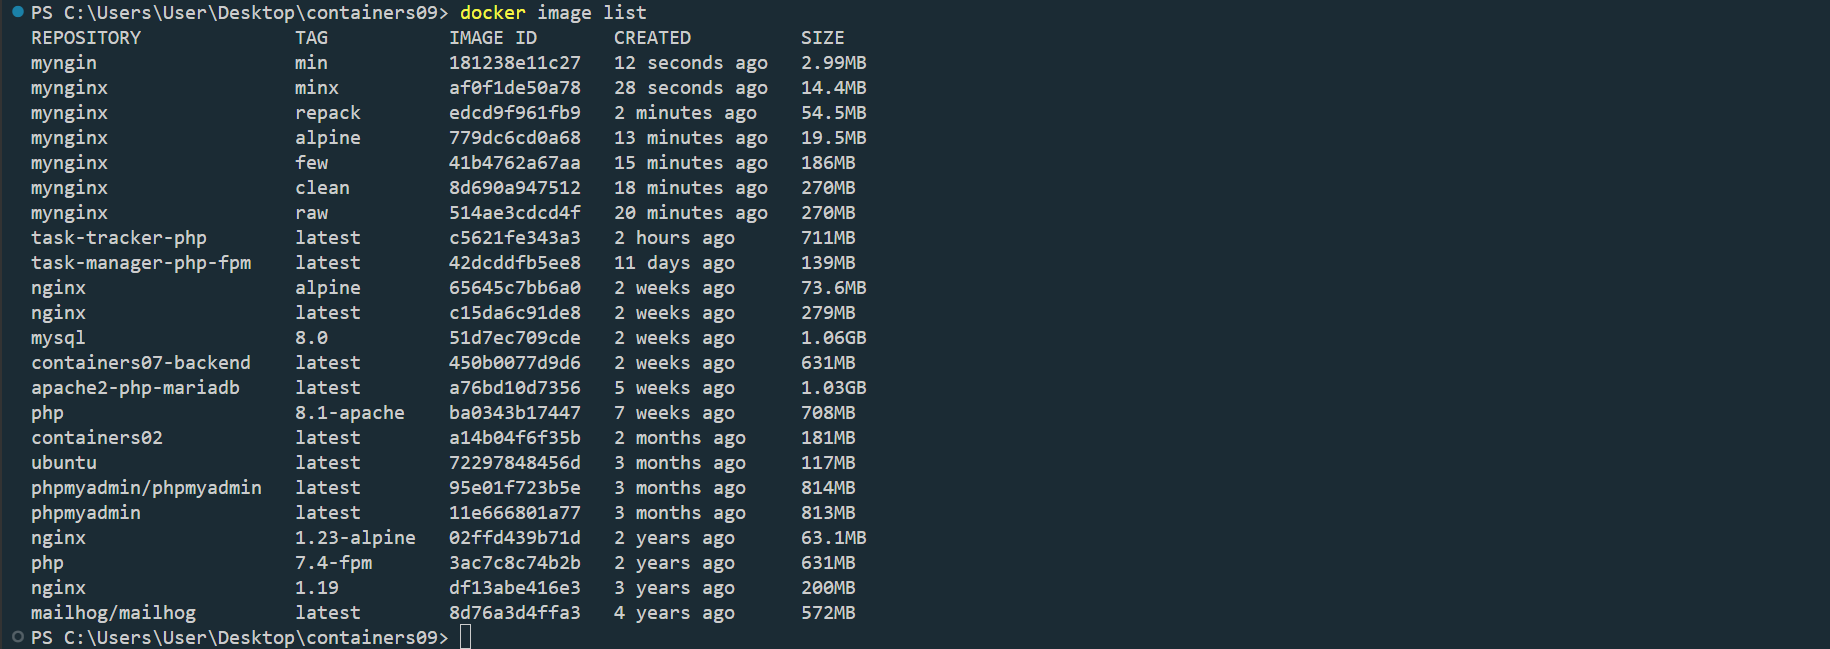 PS C:\Users\User\Desktop\containers09> docker image list
REPOSITORY TAG IMAGE ID CREATED SIZE
myngin min 181238e11c27 12 seconds ago 2.99MB
mynginx minx af0f1de50a78 28 seconds ago 14.4MB
mynginx repack edcd9f961fb9 2 minutes ago 54.5MB
mynginx alpine 779dc6cd0a68 13 minutes ago 19.5MB
mynginx few 41b4762a67aa 15 minutes ago 186MB
mynginx clean 8d690a947512 18 minutes ago 270MB
mynginx raw 514ae3cdcd4f 20 minutes ago 270MB
task-tracker-php latest c5621fe343a3 2 hours ago 711MB
task-manager-php-fpm latest 42dcddfb5ee8 11 days ago 139MB
nginx alpine 65645c7bb6a0 2 weeks ago 73.6MB
nginx latest c15da6c91de8 2 weeks ago 279MB
mysql 8.0 51d7ec709cde 2 weeks ago 1.06GB
containers07-backend latest 450b0077d9d6 2 weeks ago 631MB
apache2-php-mariadb latest a76bd10d7356 5 weeks ago 1.03GB
php 8.1-apache ba0343b17447 7 weeks ago 708MB
containers02 latest a14b04f6f35b 2 months ago 181MB
ubuntu latest 72297848456d 3 months ago 117MB
phpmyadmin/phpmyadmin latest 95e01f723b5e 3 months ago 814MB
phpmyadmin latest 11e666801a77 3 months ago 813MB
nginx 1.23-alpine 02ffd439b71d 2 years ago 63.1MB
php 7.4-fpm 3ac7c8c74b2b 2 years ago 631MB
nginx 1.19 df13abe416e3 3 years ago 200MB
mailhog/mailhog latest 8d76a3d4ffa3 4 years ago 572MB
PS C:\Users\User\Desktop\containers09>